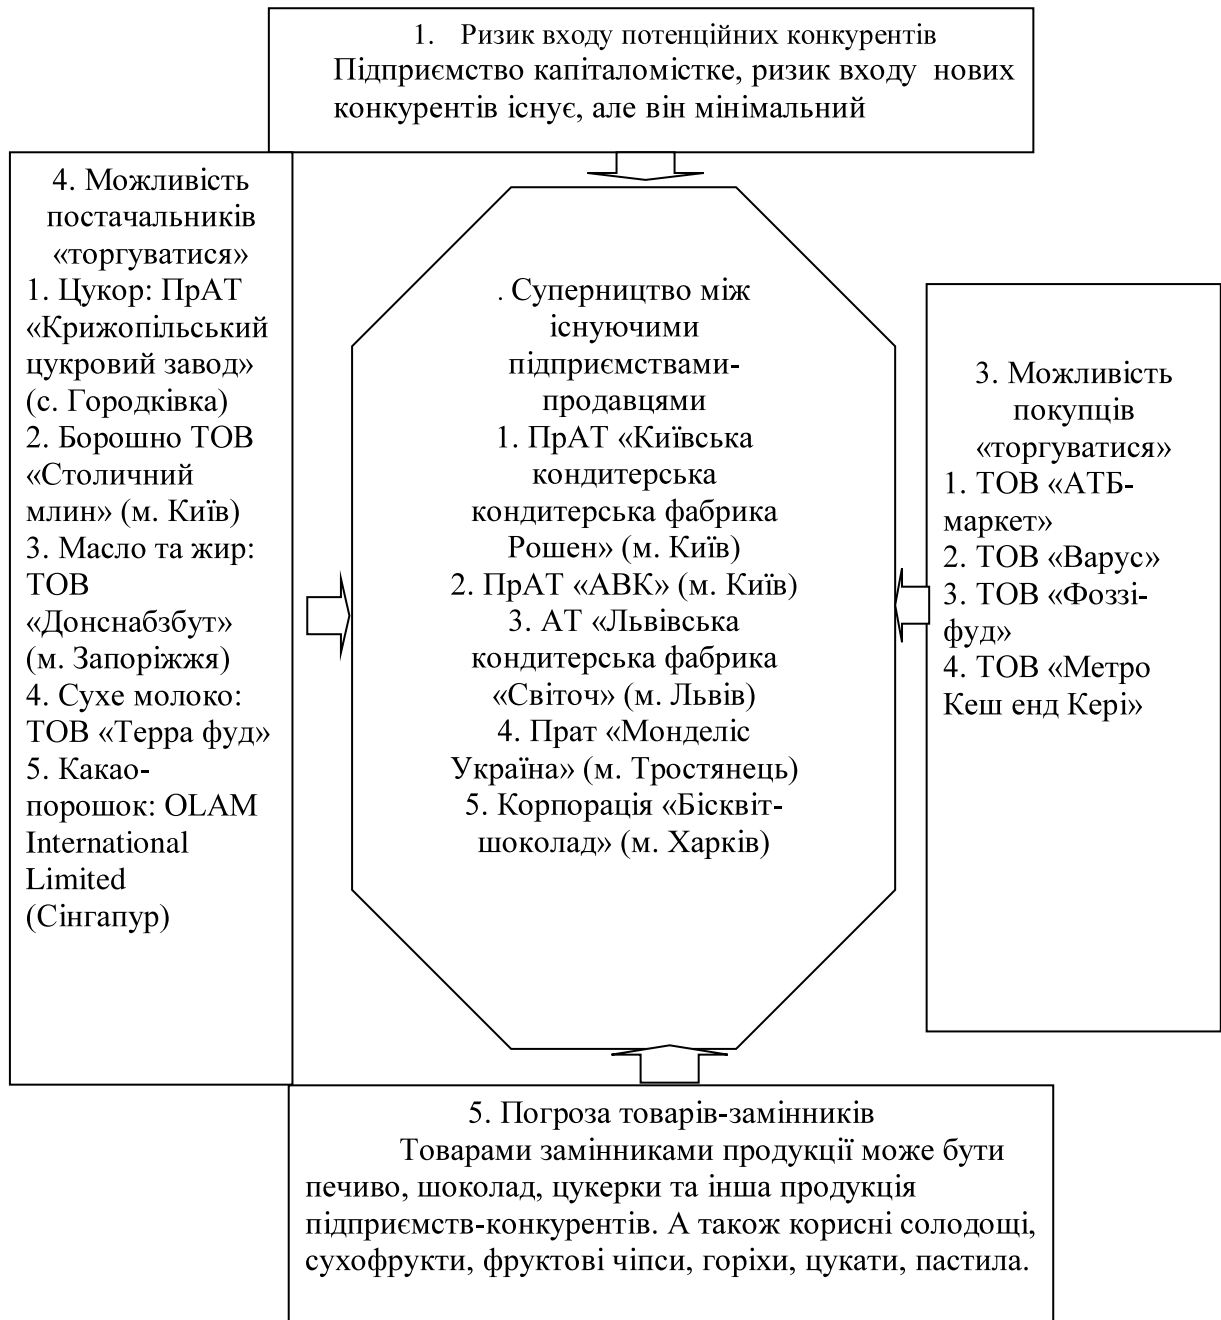 1. Ризик входу потенційних конкурентів
Підприємство капіталомістке, ризик входу нових
конкурентів існує, але він мінімальний
4. Можливість
постачальників
«торгуватися»
1. Цукор: ПрАТ
«Крижопільський
цукровий завод»
(с. Городківка)
2. Борошно ТОВ
«Столичний
млин» (м. Київ)
3. Масло та жир:
ТОВ
«Донснабзбут»
(м. Запоріжжя)
4. Сухе молоко:
ТОВ «Терра фуд»
5. Какао-
порошок: OLAM
International
Limited
(Сінгапур)
. Суперництво між
існуючими
підприємствами-
продавцями
1. ПрАТ «Київська
кондитерська
кондитерська фабрика
Рошен» (м. Київ)
2. ПрАТ «АВК» (м. Київ)
3. АТ «Львівська
кондитерська фабрика
«Світоч» (м. Львів)
4. Прат «Монделіс
Україна» (м. Тростянець)
5. Корпорація «Бісквіт-
шоколад» (м. Харків)
3. Можливість
покупців
«торгуватися»
1. ТОВ «АТБ-
маркет»
2. ТОВ «Варус»
3. ТОВ «Фоззі-
фуд»
4. ТОВ «Метро
Кеш енд Кері»
5. Погроза товарів-замінників
Товарами замінниками продукції може бути
печиво, шоколад, цукерки та інша продукція
підприємств-конкурентів. А також корисні солодощі,
сухофрукти, фруктові чіпси, горіхи, цукати, пастила.